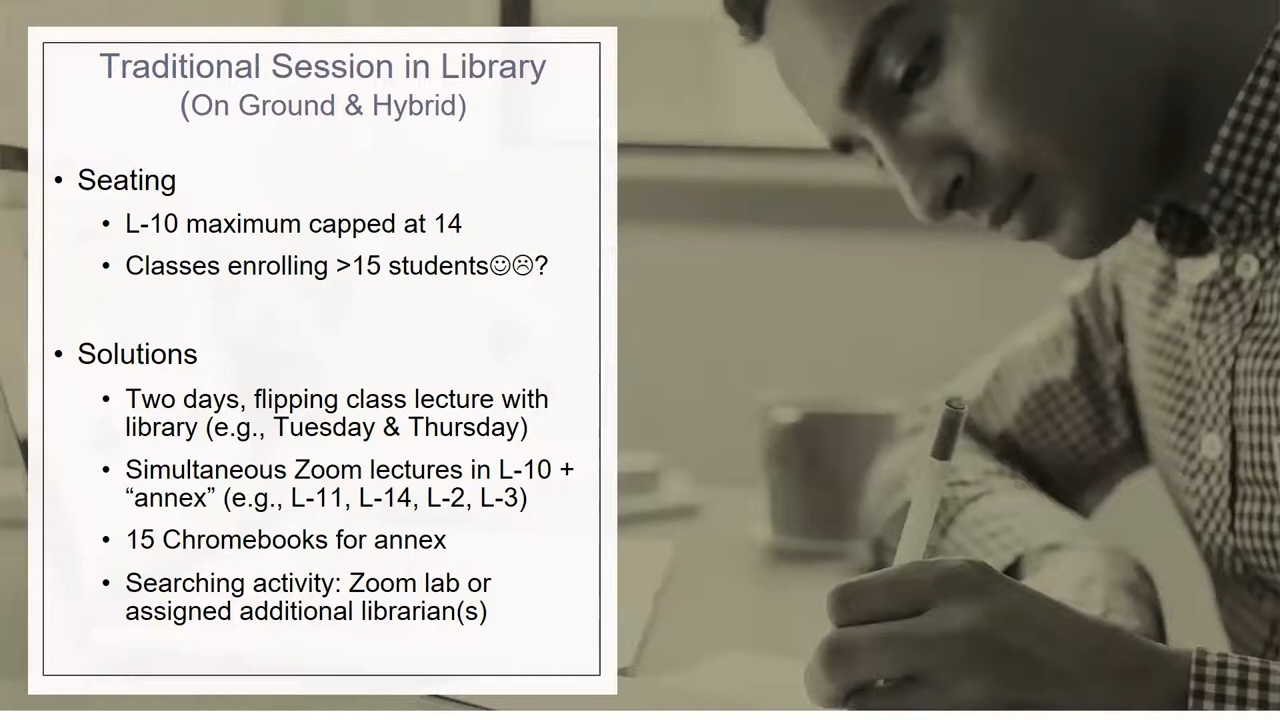 Traditional Session in Library
(On Ground & Hybrid)
• Seating
• L-10 maximum capped at 14
• Classes enrolling >15 students☺☹?
• Solutions
• Two days, flipping class lecture with
library (e.g., Tuesday & Thursday)
• Simultaneous Zoom lectures in L-10 +
“annex” (e.g., L-11, L-14, L-2, L-3)
• 15 Chromebooks for annex
• Searching activity: Zoom lab or
assigned additional librarian(s)